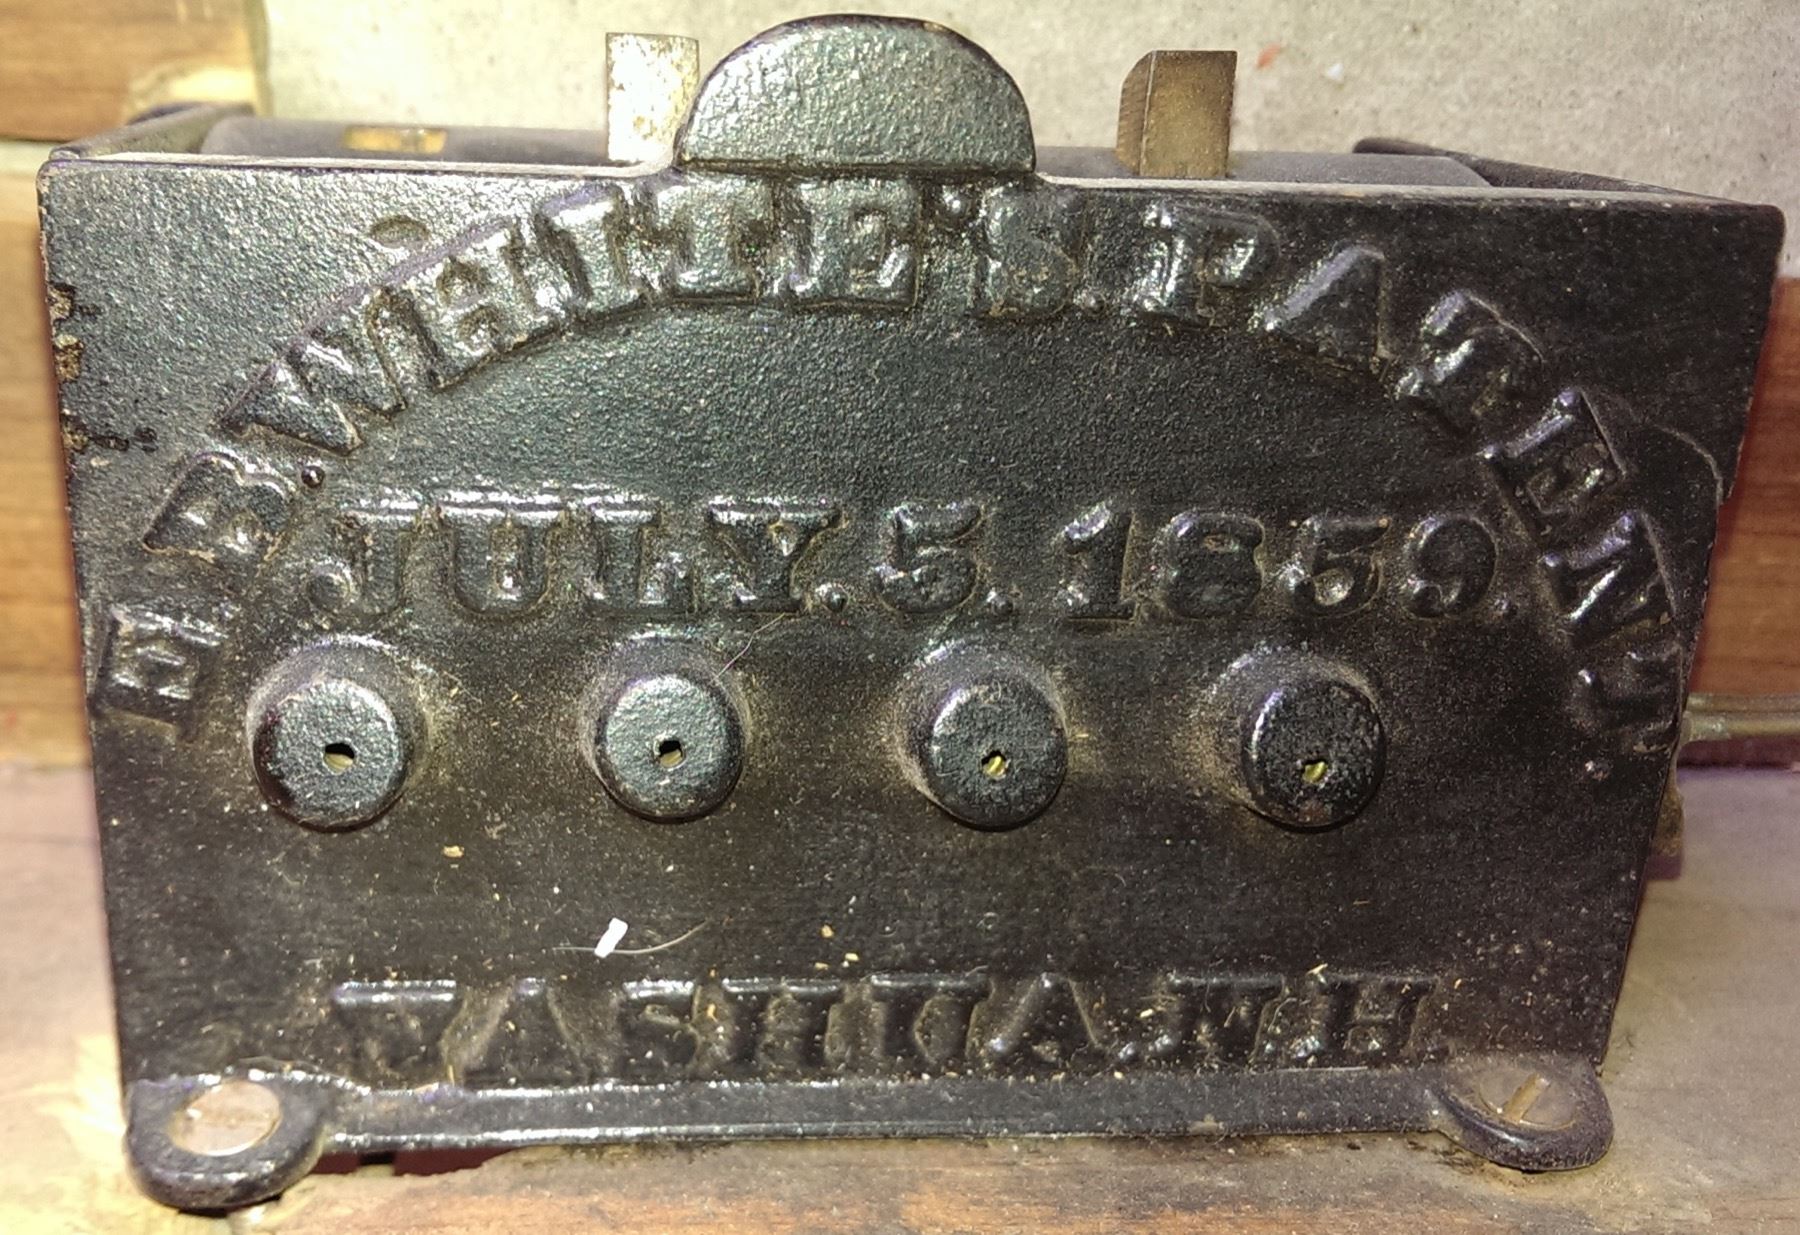 E.B.WHITE'S.PATENT
JULY.5.1859.
NASHUA.N.H